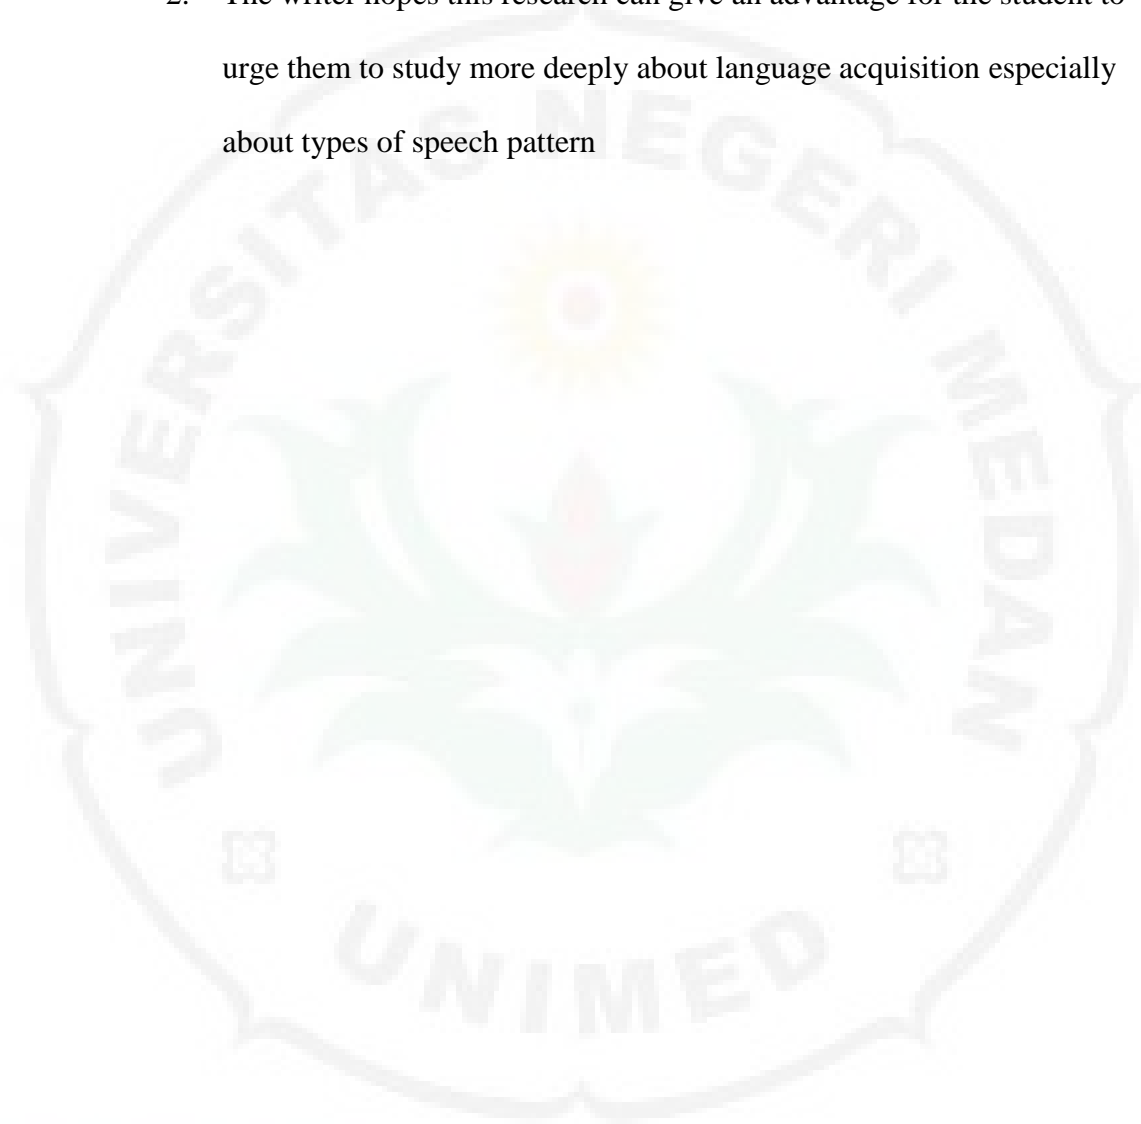 2. The writer hopes this research can give an advantage for the student to
urge them to study more deeply about language acquisition especially
about types of speech pattern
UNIVERSITAS NEGERI MEDAN
UNIMED